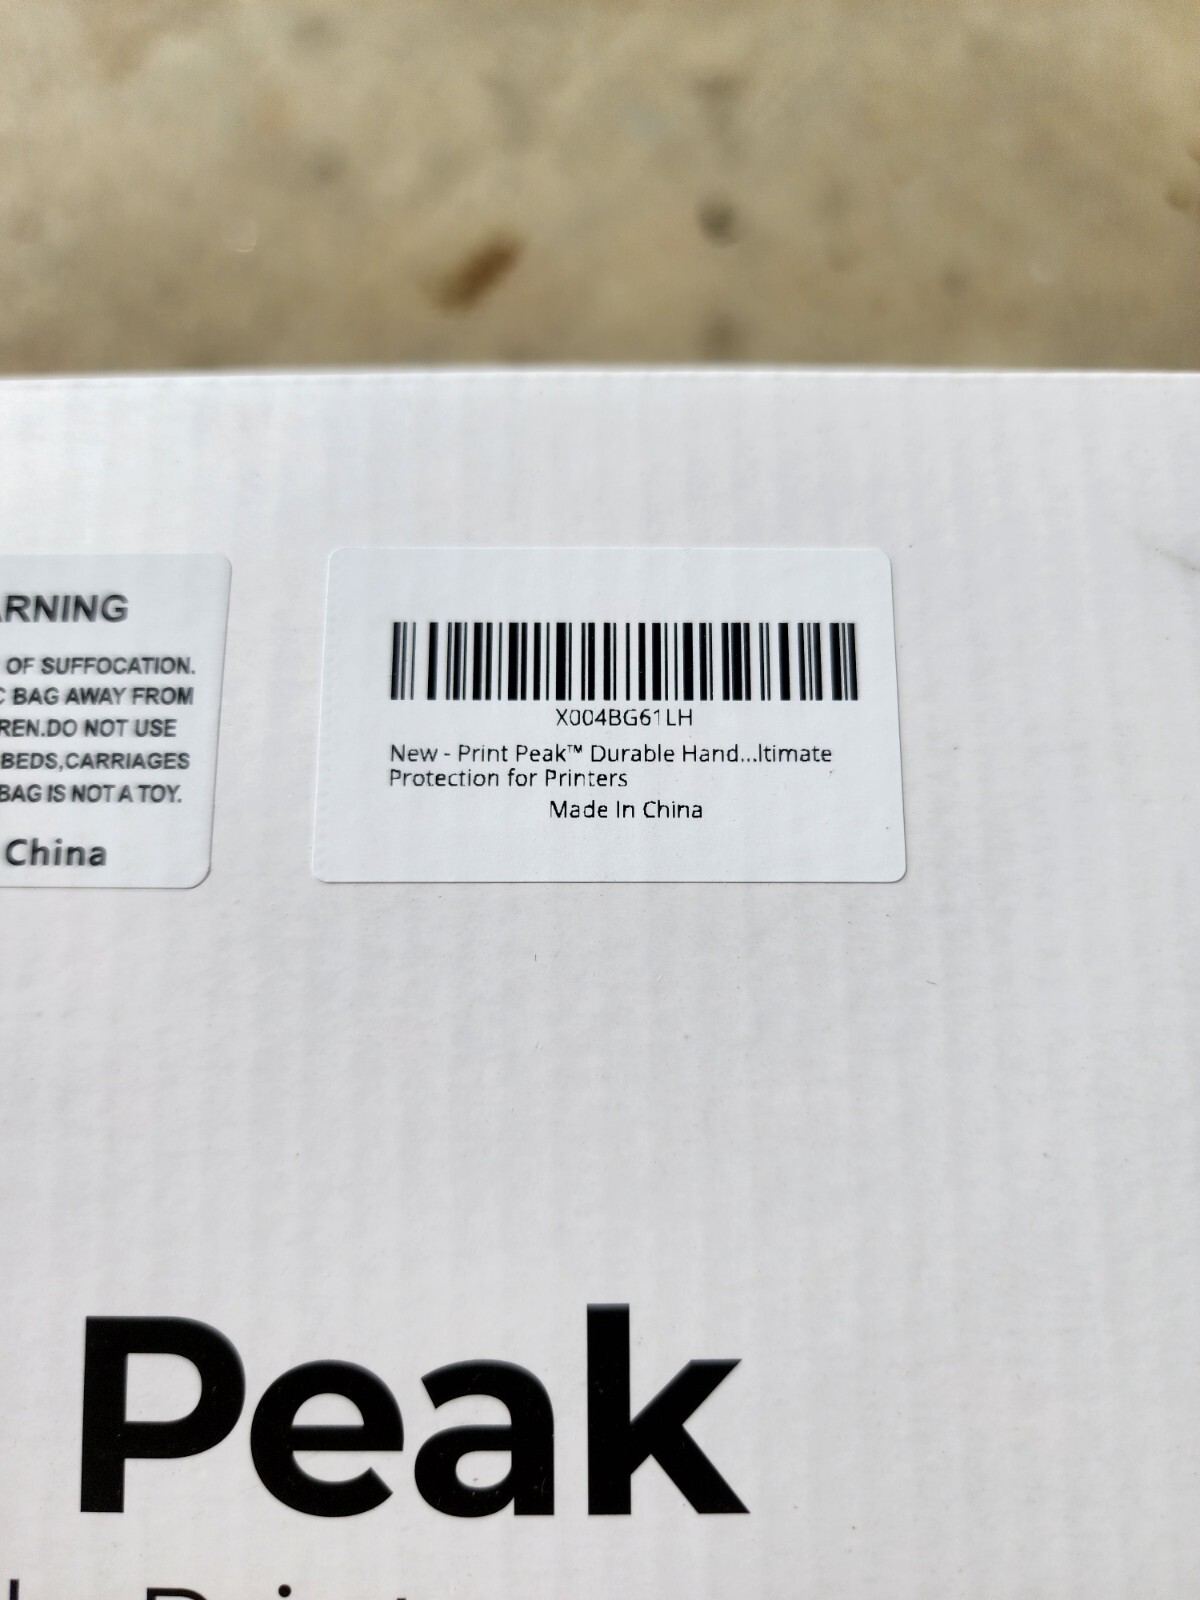 RNING
OF SUFFOCATION.
BAG AWAY FROM
REN.DO NOT USE
BEDS,CARRIAGES
BAG IS NOT A TOY.
China
X004BG61LH
New - Print Peak™ Durable Hand...ltimate
Protection for Printers
Made In China
Peak